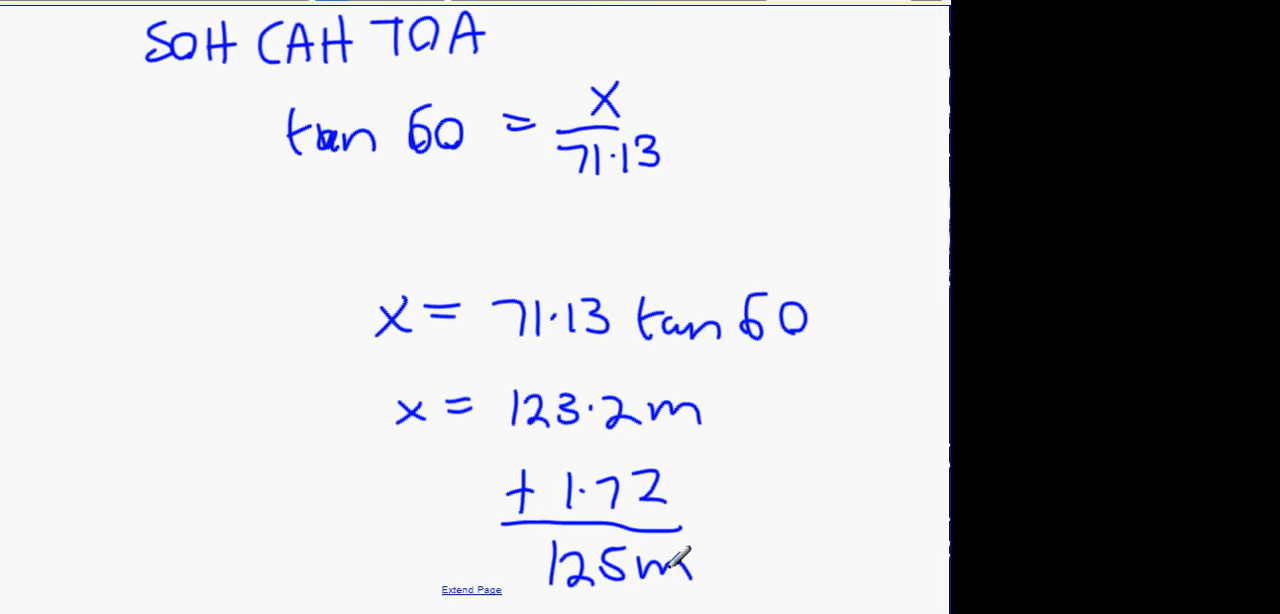 SOH CAH TOA
tan 60 = x
71.13
x = 71.13 tan 60
x = 123.2m
+ 1.72
125m
Extend Page